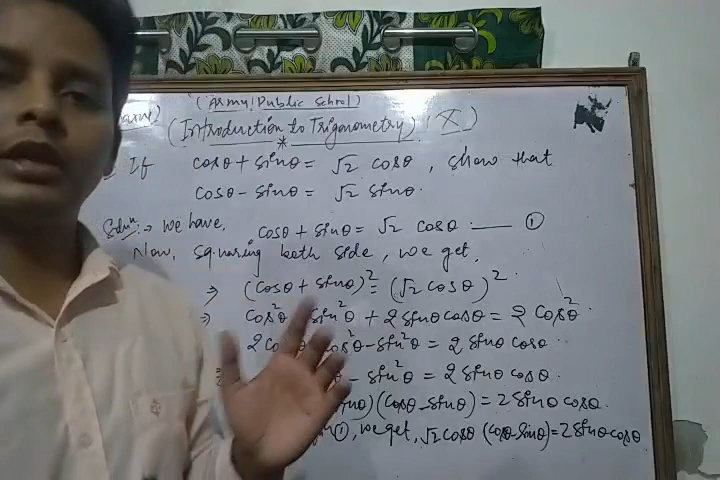 (Army Public School)
(Introduction to Trigonometry) (X)
If cosθ + sinθ = √2 cosθ, show that
cosθ - sinθ = √2 sinθ.
Soluⁿ:→ we have, cosθ + sinθ = √2 cosθ —— ①
Now, squaring both side, we get,
⇒ (cosθ + sinθ)² = (√2 cosθ)²
⇒ cos²θ sin²θ + 2 sinθ cosθ = 2 cos²θ
cos²θ - sin²θ = 2 sinθ cosθ.
- sin²θ = 2 sinθ cosθ.
)(cosθ - sinθ) = 2 sinθ cosθ.
①, we get, √2 cosθ (cosθ - sinθ) = 2 sinθ cosθ